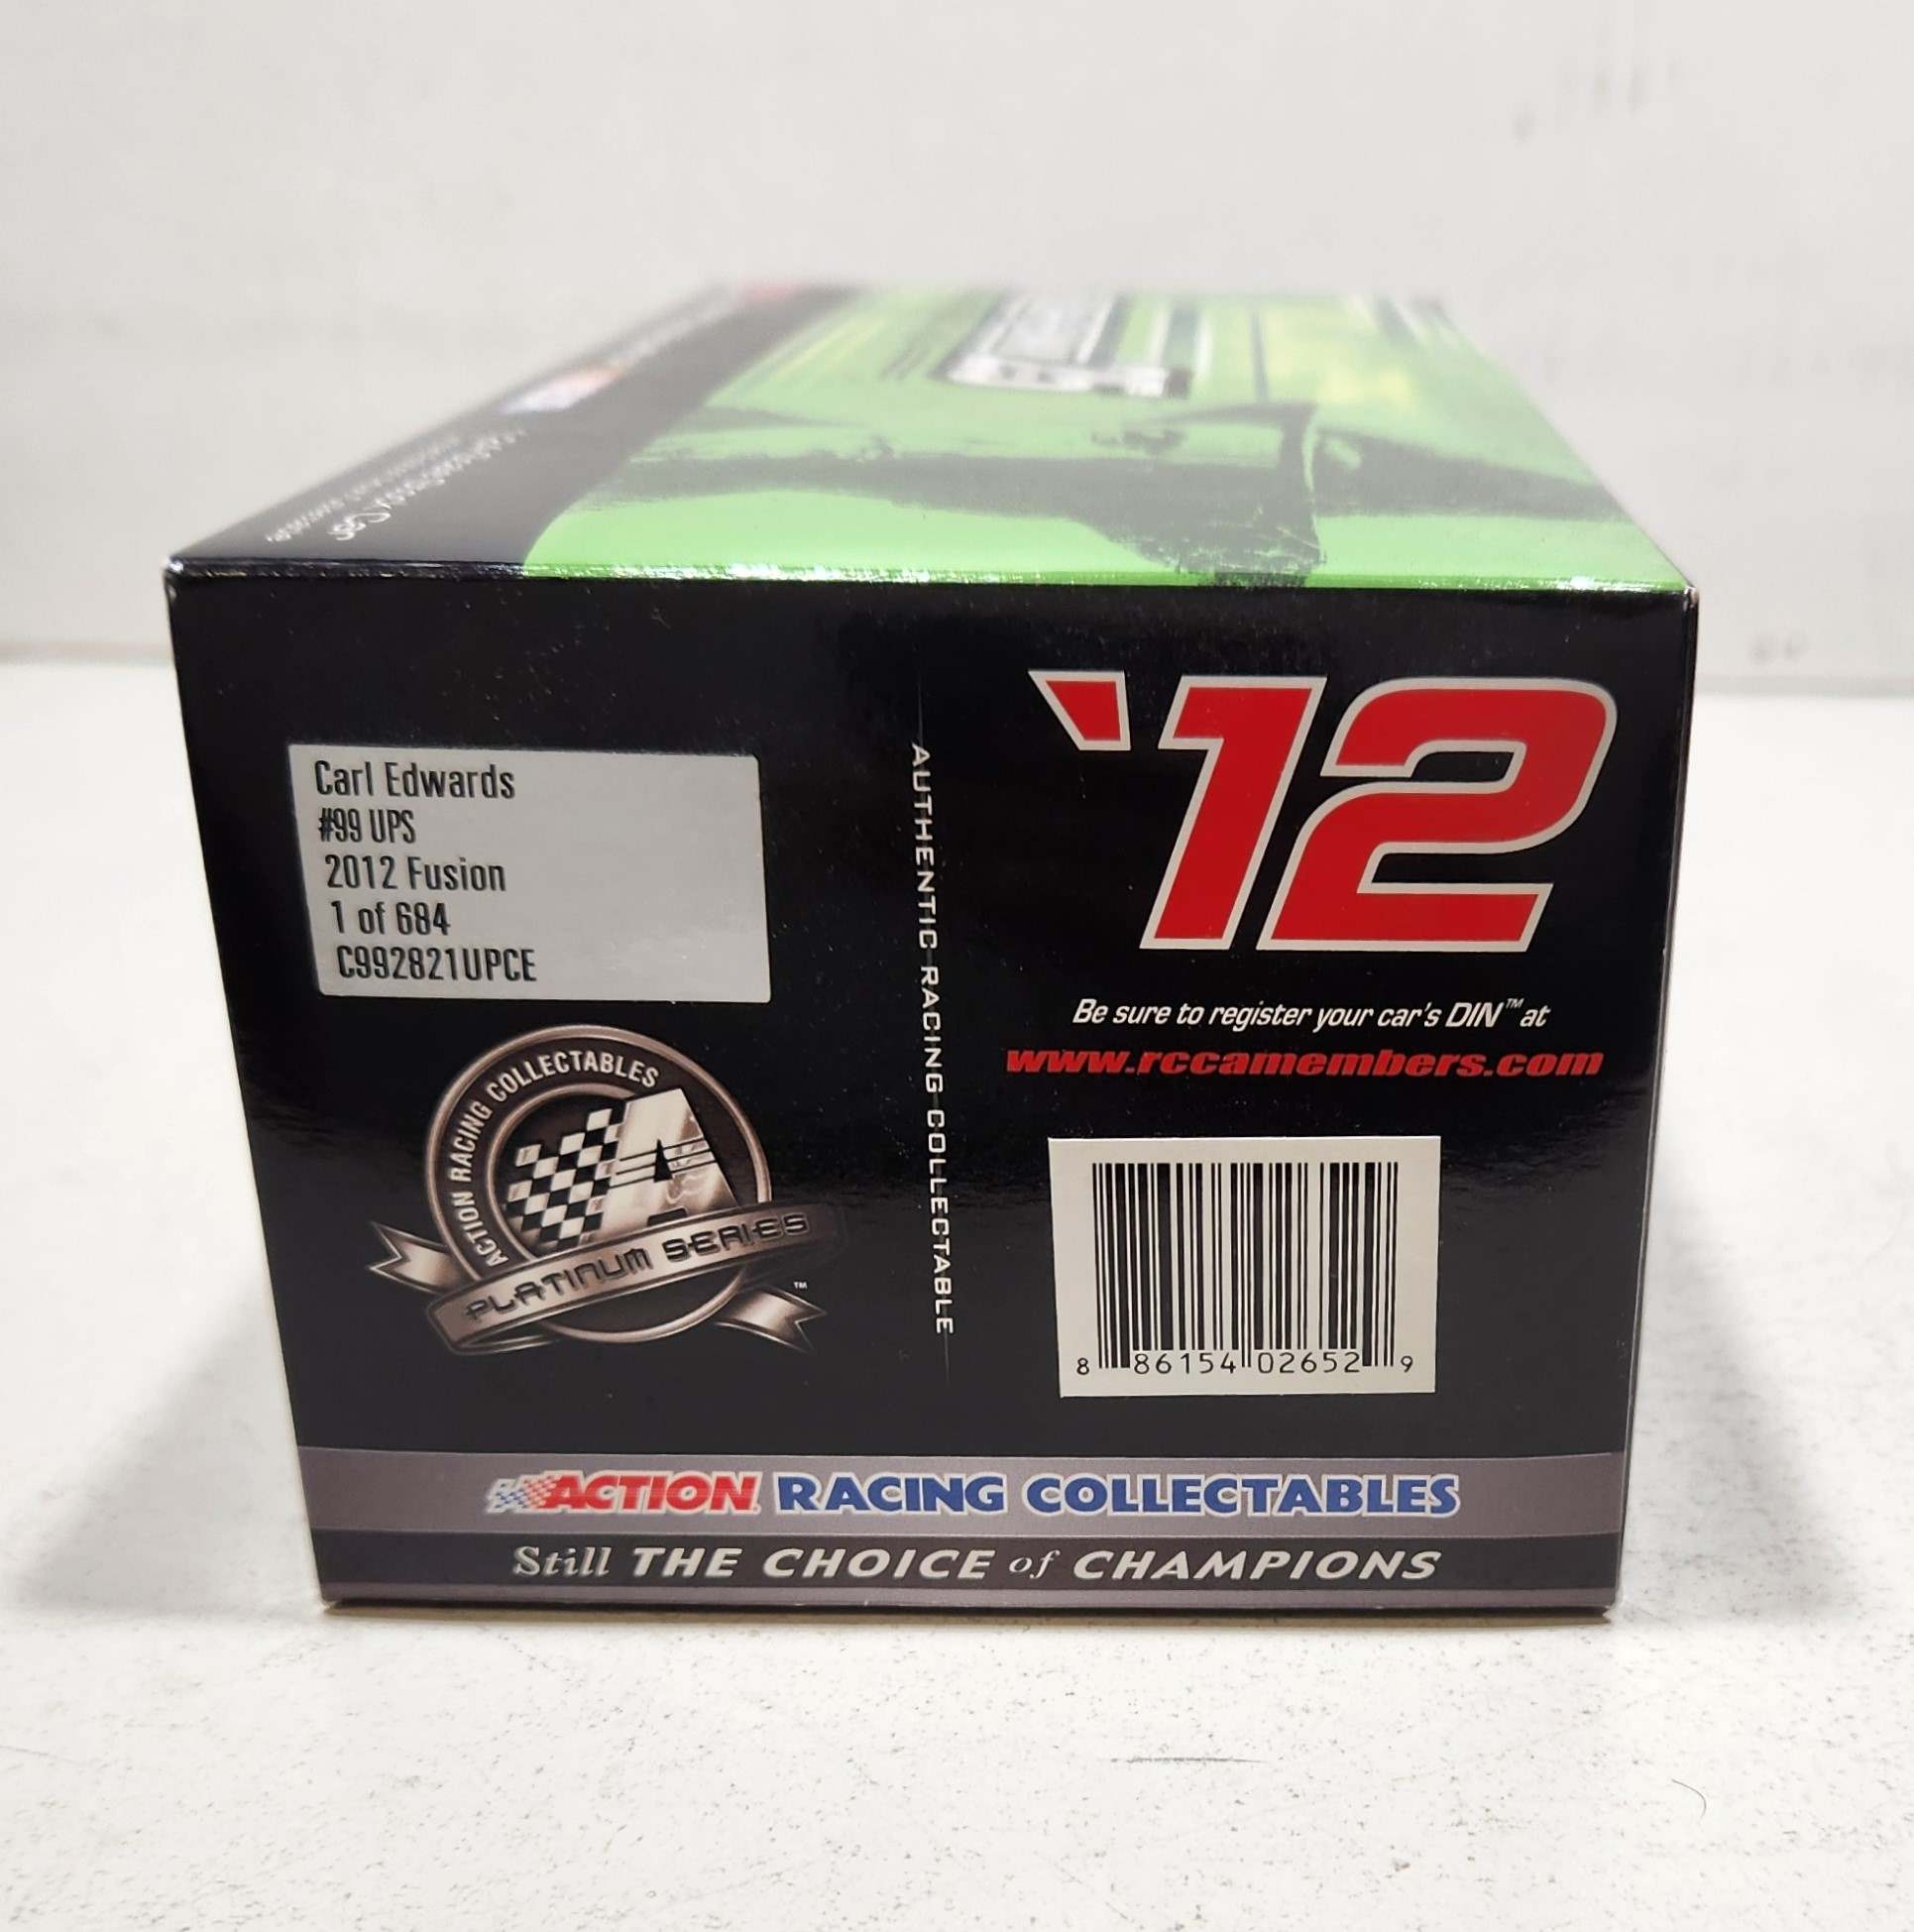 Carl Edwards
#99 UPS
2012 Fusion
1 of 684
C992821UPCE
ACTION RACING COLLECTABLES
A
PLATINUM SERIES
™
AUTHENTIC RACING COLLECTABLE
'12
Be sure to register your car's DIN™ at
www.rccamembers.com
8 86154 02652 9
ACTION RACING COLLECTABLES
Still THE CHOICE of CHAMPIONS